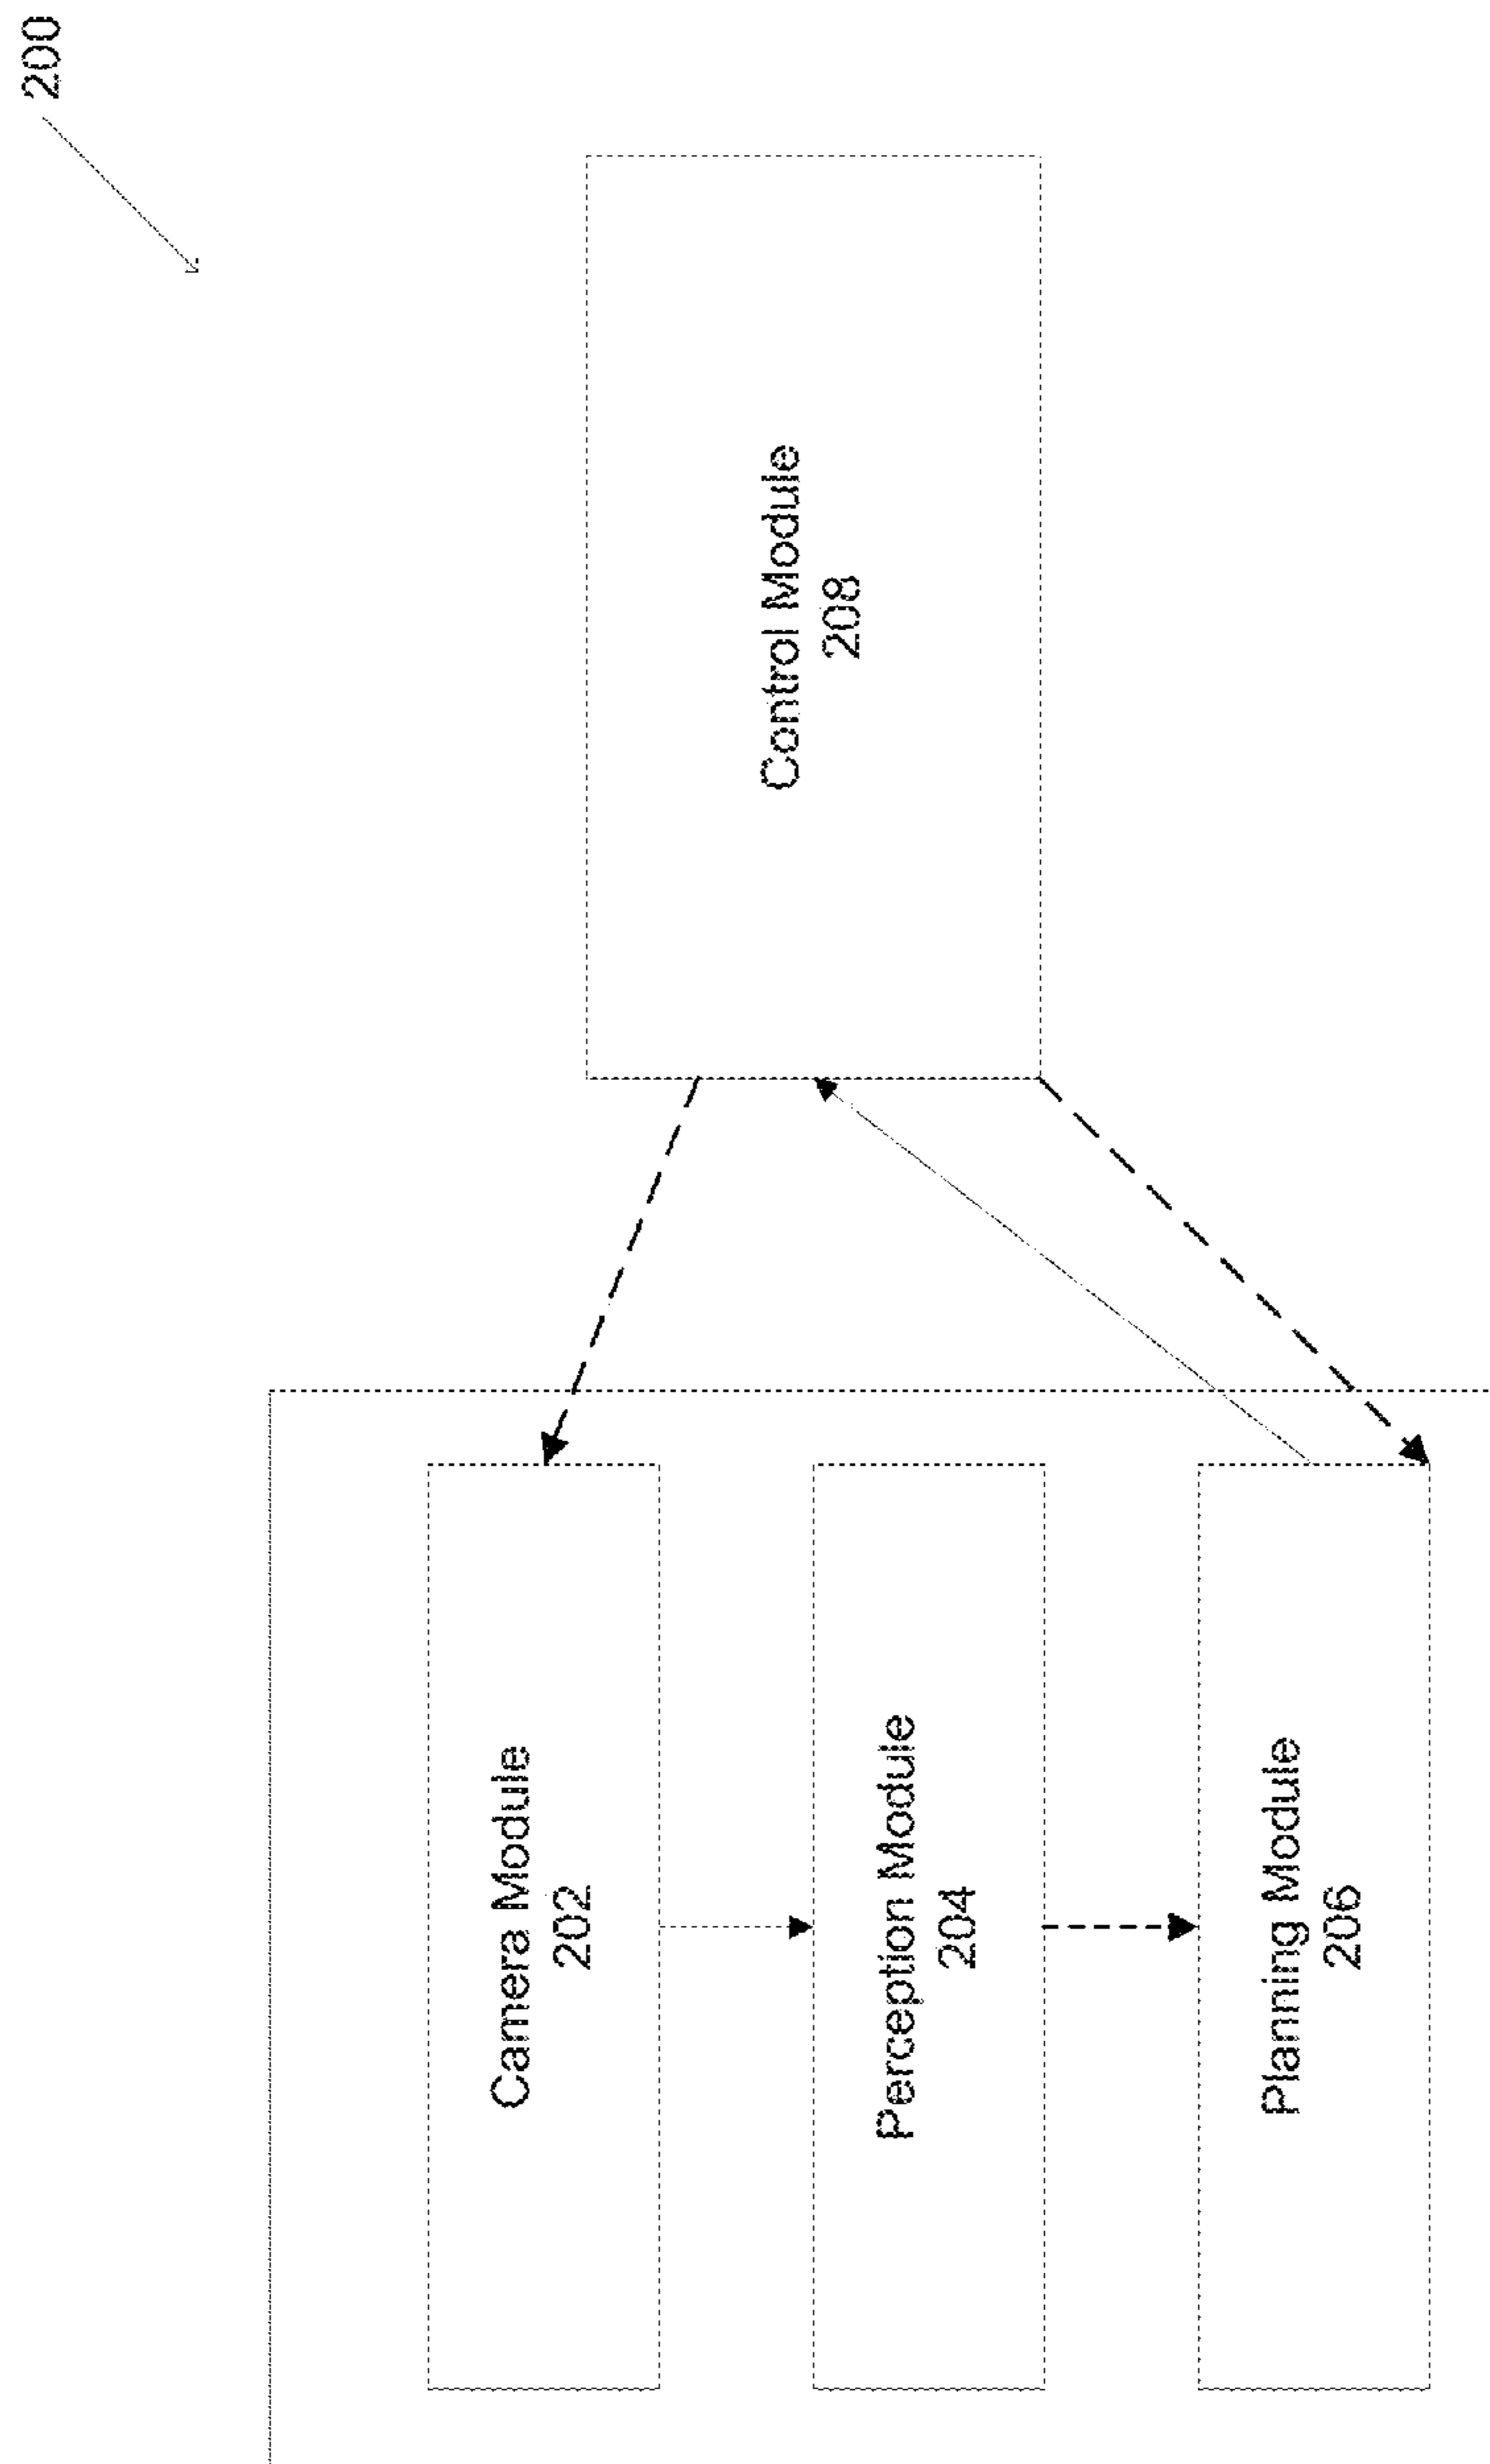 200
Camera Module
202
Perception Module
204
Planning Module
206
Control Module
208